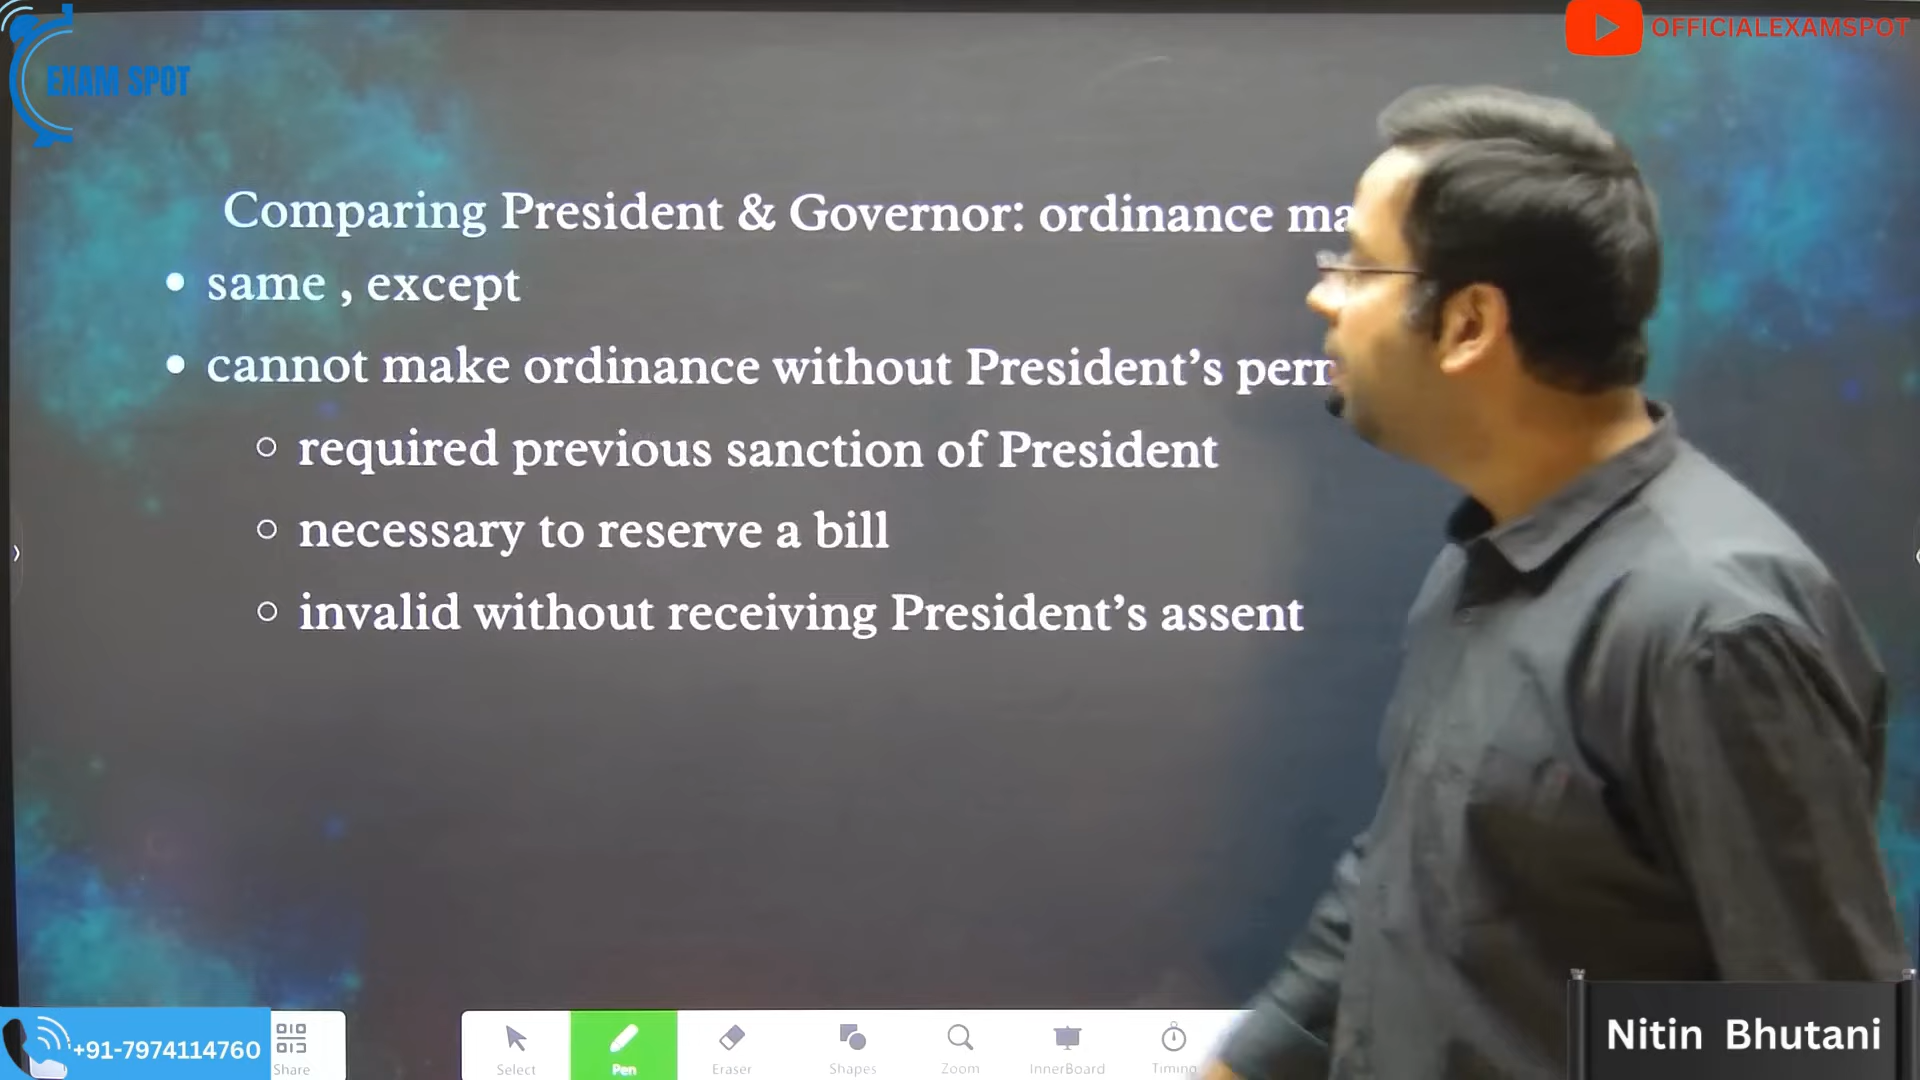 EXAM SPOT
OFFICIALEXAMSPOT
Comparing President & Governor: ordinance
• same , except
• cannot make ordinance without President's
○ required previous sanction of President
○ necessary to reserve a bill
○ invalid without receiving President's assent
+91-7974114760
Share
Select
Pen
Eraser
Shapes
Zoom
InnerBoard
Timing
Nitin Bhutani